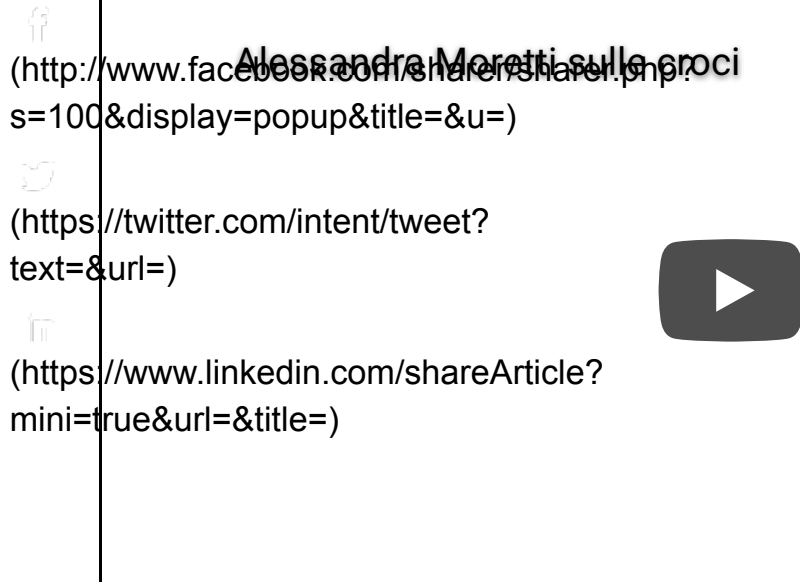 Alessandra Moretti sulle croci
(http://www.facebook.com/sharer/sharer.php?
s=100&display=popup&title=&u=)
(https://twitter.com/intent/tweet?
text=&url=)
(https://www.linkedin.com/shareArticle?
mini=true&url=&title=)